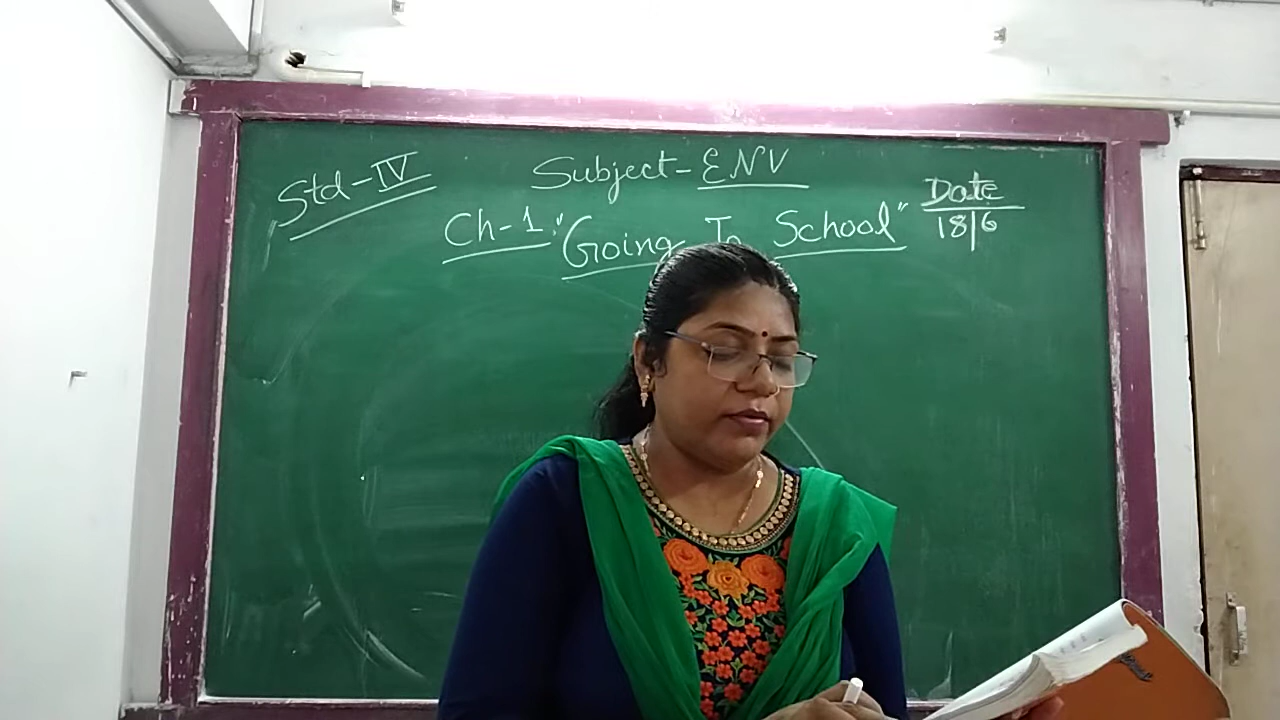 Std-IV
Subject- ENV
Date
18/6
Ch-1: "Going To School"